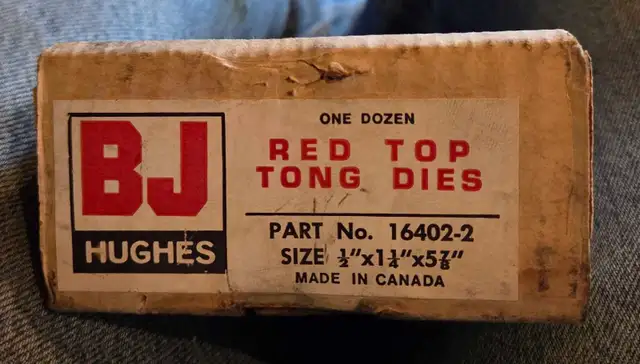 BJ
HUGHES
ONE DOZEN
RED TOP
TONG DIES
PART No. 16402-2
SIZE ½"x1¼"x5⅞"
MADE IN CANADA